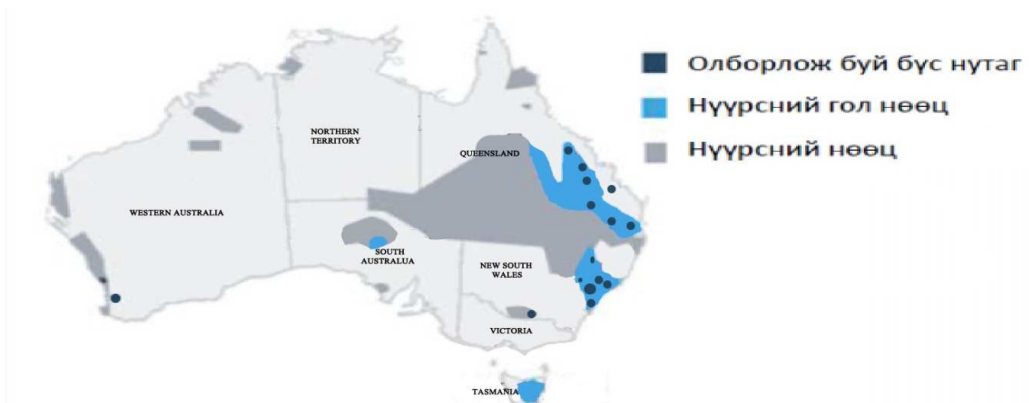 Олборлож буй бүс нутаг
Нүүрсний гол нөөц
Нүүрсний нөөц
NORTHERN
TERRITORY
QUEENSLAND
WESTERN AUSTRALIA
SOUTH
AUSTRALUA
NEW SOUTH
WALES
VICTORIA
TASMANIA